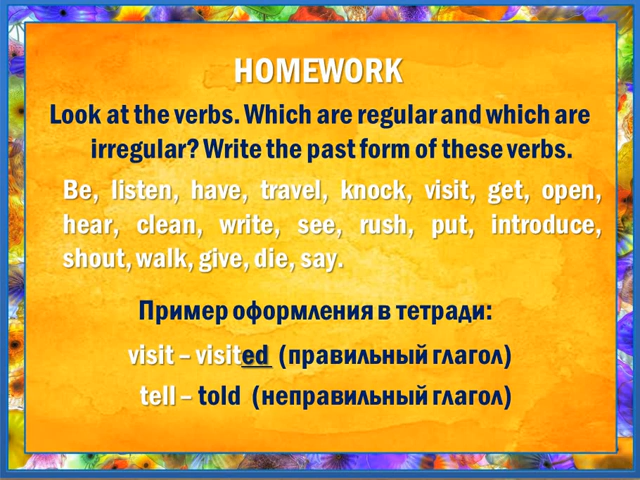 HOMEWORK
Look at the verbs. Which are regular and which are
irregular? Write the past form of these verbs.
Be, listen, have, travel, knock, visit, get, open,
hear, clean, write, see, rush, put, introduce,
shout, walk, give, die, say.
Пример оформления в тетради:
visit – visited (правильный глагол)
tell – told (неправильный глагол)